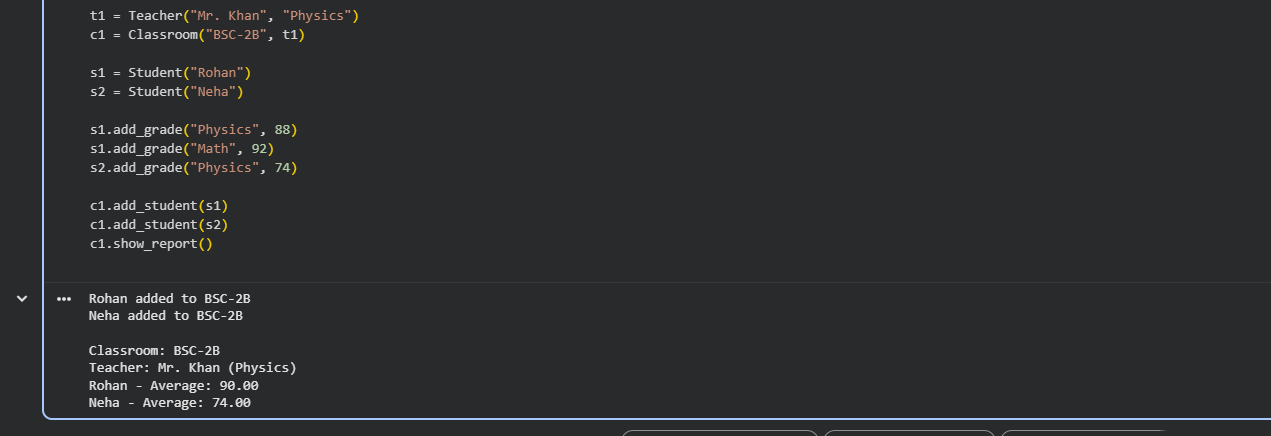 t1 = Teacher("Mr. Khan", "Physics")
c1 = Classroom("BSC-2B", t1)
s1 = Student("Rohan")
s2 = Student("Neha")
s1.add_grade("Physics", 88)
s1.add_grade("Math", 92)
s2.add_grade("Physics", 74)
c1.add_student(s1)
c1.add_student(s2)
c1.show_report()
Rohan added to BSC-2B
Neha added to BSC-2B
Classroom: BSC-2B
Teacher: Mr. Khan (Physics)
Rohan - Average: 90.00
Neha - Average: 74.00